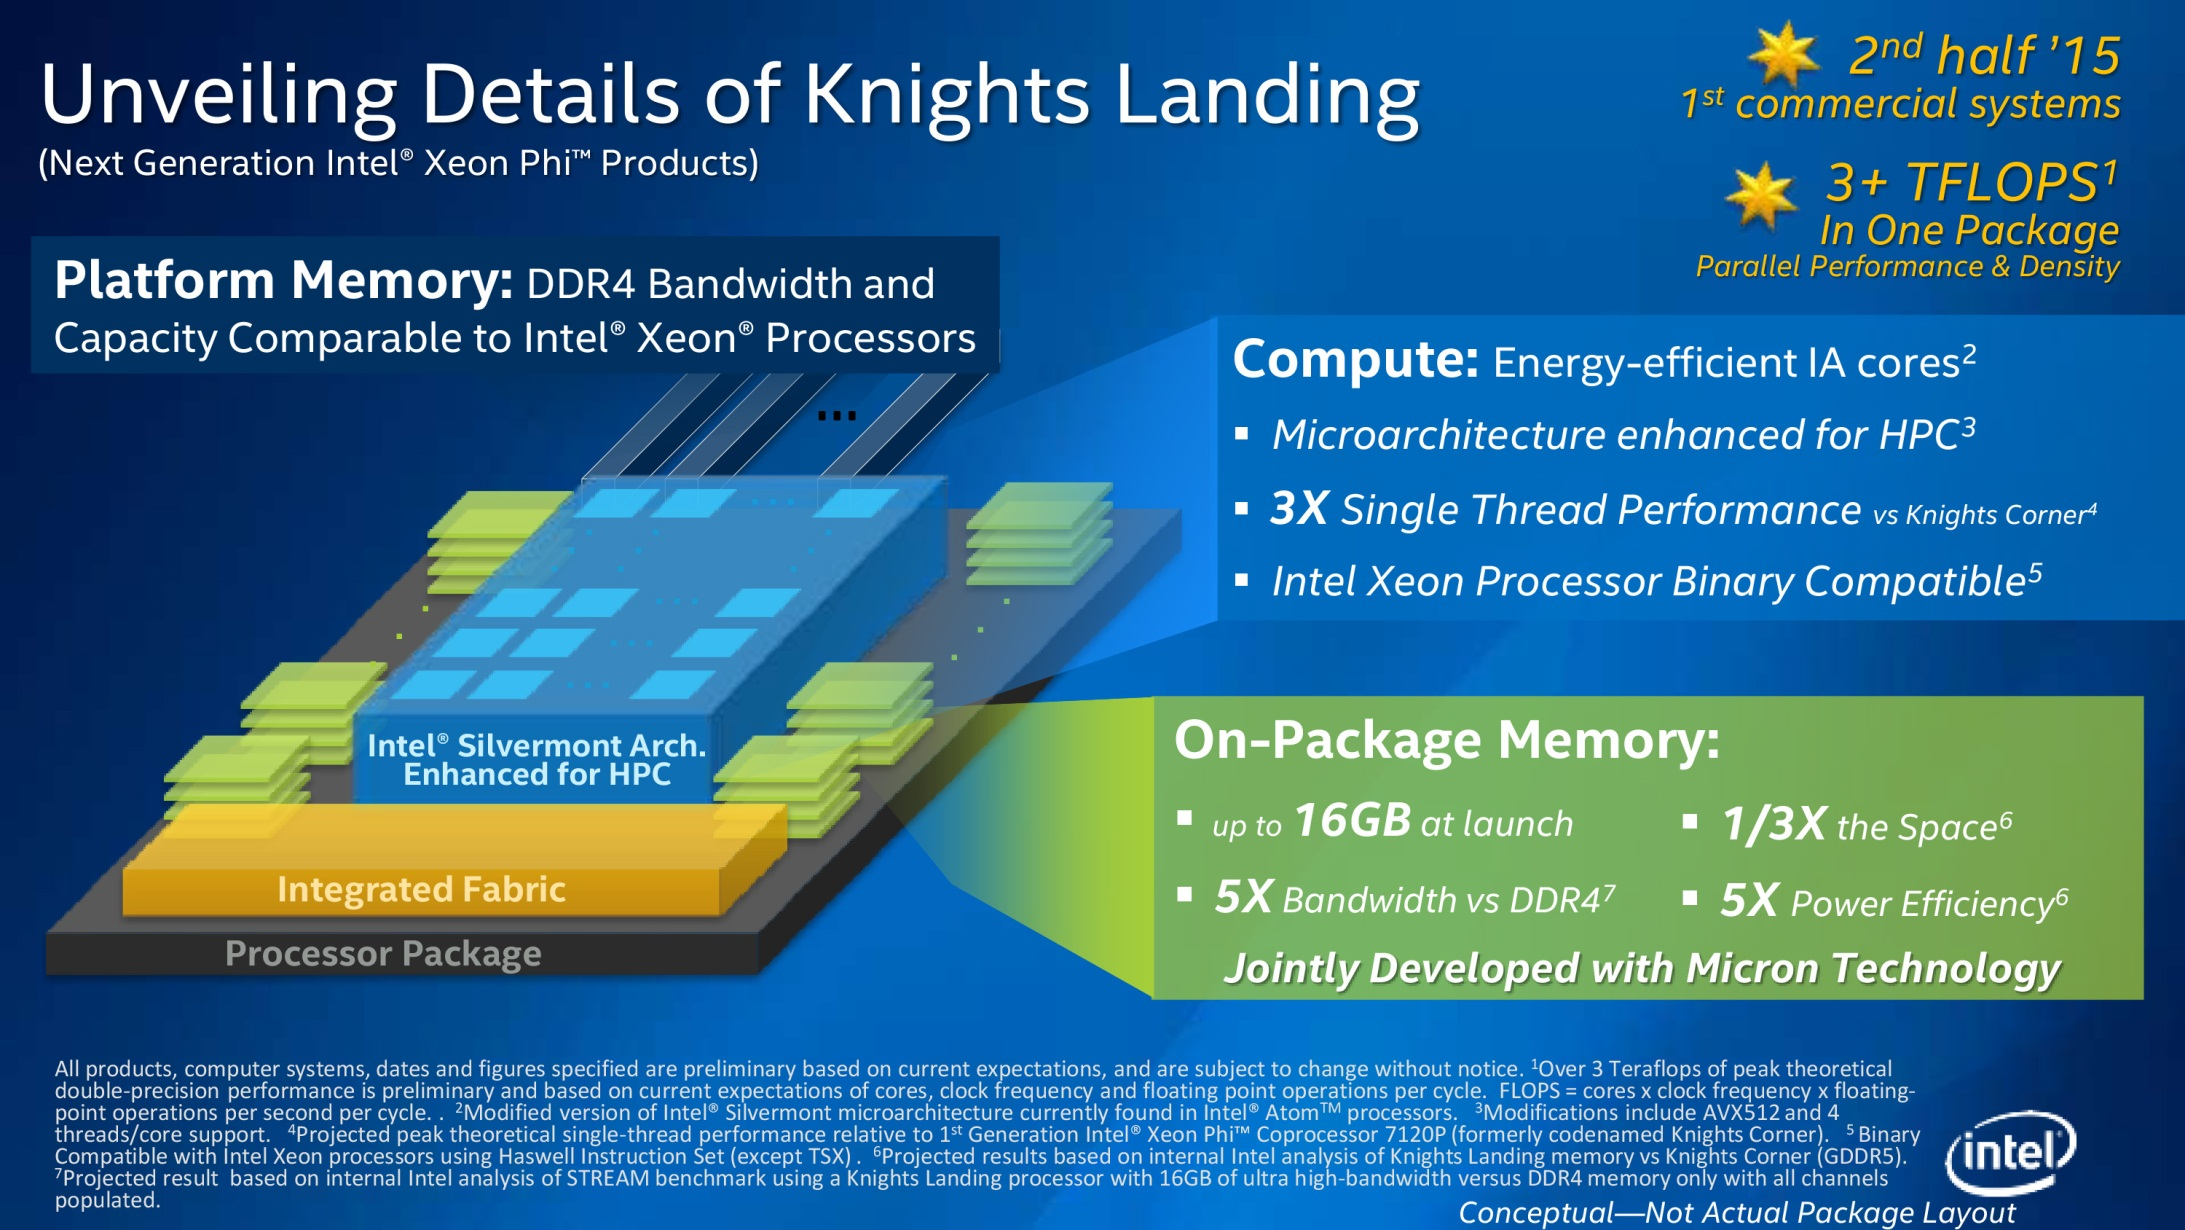 Unveiling Details of Knights Landing
(Next Generation Intel® Xeon Phi™ Products)
2nd half ’15
1st commercial systems
3+ TFLOPS1
In One Package
Parallel Performance & Density
Platform Memory: DDR4 Bandwidth and
Capacity Comparable to Intel® Xeon® Processors
...
Compute: Energy-efficient IA cores2
▪ Microarchitecture enhanced for HPC3
▪ 3X Single Thread Performance vs Knights Corner4
▪ Intel Xeon Processor Binary Compatible5
Intel® Silvermont Arch.
Enhanced for HPC
Integrated Fabric
Processor Package
On-Package Memory:
▪ up to 16GB at launch
▪ 1/3X the Space6
▪ 5X Bandwidth vs DDR47
▪ 5X Power Efficiency6
Jointly Developed with Micron Technology
All products, computer systems, dates and figures specified are preliminary based on current expectations, and are subject to change without notice. 1Over 3 Teraflops of peak theoretical
double-precision performance is preliminary and based on current expectations of cores, clock frequency and floating point operations per cycle. FLOPS = cores x clock frequency x floating-
point operations per second per cycle. . 2Modified version of Intel® Silvermont microarchitecture currently found in Intel® Atom™ processors. 3Modifications include AVX512 and 4
threads/core support. 4Projected peak theoretical single-thread performance relative to 1st Generation Intel® Xeon Phi™ Coprocessor 7120P (formerly codenamed Knights Corner). 5 Binary
Compatible with Intel Xeon processors using Haswell Instruction Set (except TSX) . 6Projected results based on internal Intel analysis of Knights Landing memory vs Knights Corner (GDDR5).
7Projected result based on internal Intel analysis of STREAM benchmark using a Knights Landing processor with 16GB of ultra high-bandwidth versus DDR4 memory only with all channels
populated.
intel®
Conceptual—Not Actual Package Layout